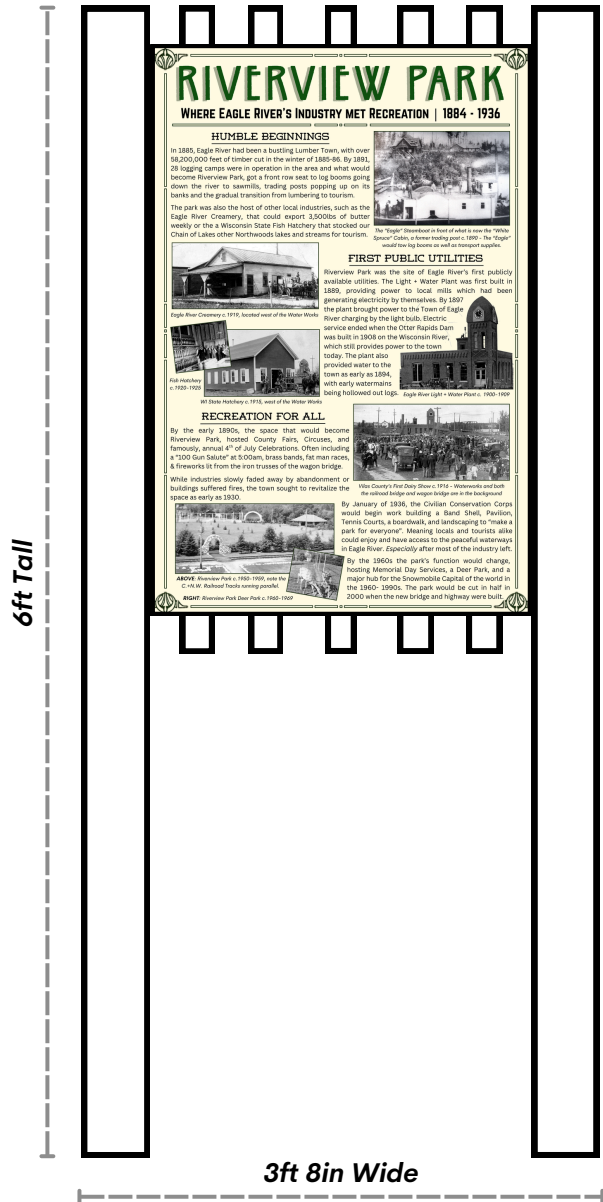 RIVERVIEW PARK
WHERE EAGLE RIVER'S INDUSTRY MET RECREATION | 1884 - 1936
HUMBLE BEGINNINGS
In 1885, Eagle River had been a bustling Lumber Town, with over
58,200,000 feet of timber cut in the winter of 1885-86. By 1891,
28 logging camps were in operation in the area and what would
become Riverview Park, got a front row seat to log booms going
down the river to sawmills, trading posts popping up on its
banks and the gradual transition from lumbering to tourism.
The park was also the host of other local industries, such as the
Eagle River Creamery, that could export 3,500lbs of butter
weekly or the a Wisconsin State Fish Hatchery that stocked our
Chain of Lakes other Northwoods lakes and streams for tourism.
The "Eagle" Steamboat in front of what is now the "White
Spruce" Cabin, a former trading post c.1890 - The "Eagle"
would tow log booms as well as transport supplies.
Eagle River Creamery c.1919, located west of the Water Works
Fish Hatchery
c.1920-1925
WI State Hatchery c.1915, west of the Water Works
FIRST PUBLIC UTILITIES
Riverview Park was the site of Eagle River's first publicly
available utilities. The Light + Water Plant was first built in
1889, providing power to local mills which had been
generating electricity by themselves. By 1897
the plant brought power to the Town of Eagle
River charging by the light bulb. Electric
service ended when the Otter Rapids Dam
was built in 1908 on the Wisconsin River,
which still provides power to the town
today. The plant also
provided water to the
town as early as 1894,
with early watermains
being hollowed out logs.
Eagle River Light + Water Plant c. 1900-1909
RECREATION FOR ALL
By the early 1890s, the space that would become
Riverview Park, hosted County Fairs, Circuses, and
famously, annual 4th of July Celebrations. Often including
a "100 Gun Salute" at 5:00am, brass bands, fat man races,
& fireworks lit from the iron trusses of the wagon bridge.
While industries slowly faded away by abandonment or
buildings suffered fires, the town sought to revitalize the
space as early as 1930.
Vilas County's First Dairy Show c.1916 - Waterworks and both
the railroad bridge and wagon bridge are in the background
By January of 1936, the Civilian Conservation Corps
would begin work building a Band Shell, Pavilion,
Tennis Courts, a boardwalk, and landscaping to "make a
park for everyone". Meaning locals and tourists alike
could enjoy and have access to the peaceful waterways
in Eagle River. Especially after most of the industry left.
By the 1960s the park's function would change,
hosting Memorial Day Services, a Deer Park, and a
major hub for the Snowmobile Capital of the world in
the 1960- 1990s. The park would be cut in half in
2000 when the new bridge and highway were built.
ABOVE: Riverview Park c.1950-1959, note the
C.+N.W. Railroad Tracks running parallel.
RIGHT: Riverview Park Deer Park c.1960-1969
6ft Tall
3ft 8in Wide